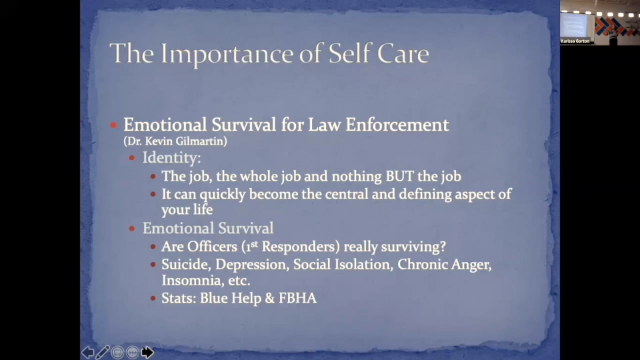 The Importance of Self Care
Emotional Survival for Law Enforcement
(Dr. Kevin Gilmartin)
Identity:
The job, the whole job and nothing BUT the job
It can quickly become the central and defining aspect of
your life
Emotional Survival
Are Officers (1st Responders) really surviving?
Suicide, Depression, Social Isolation, Chronic Anger,
Insomnia, etc.
Stats: Blue Help & FBHA
Karissa Gorton